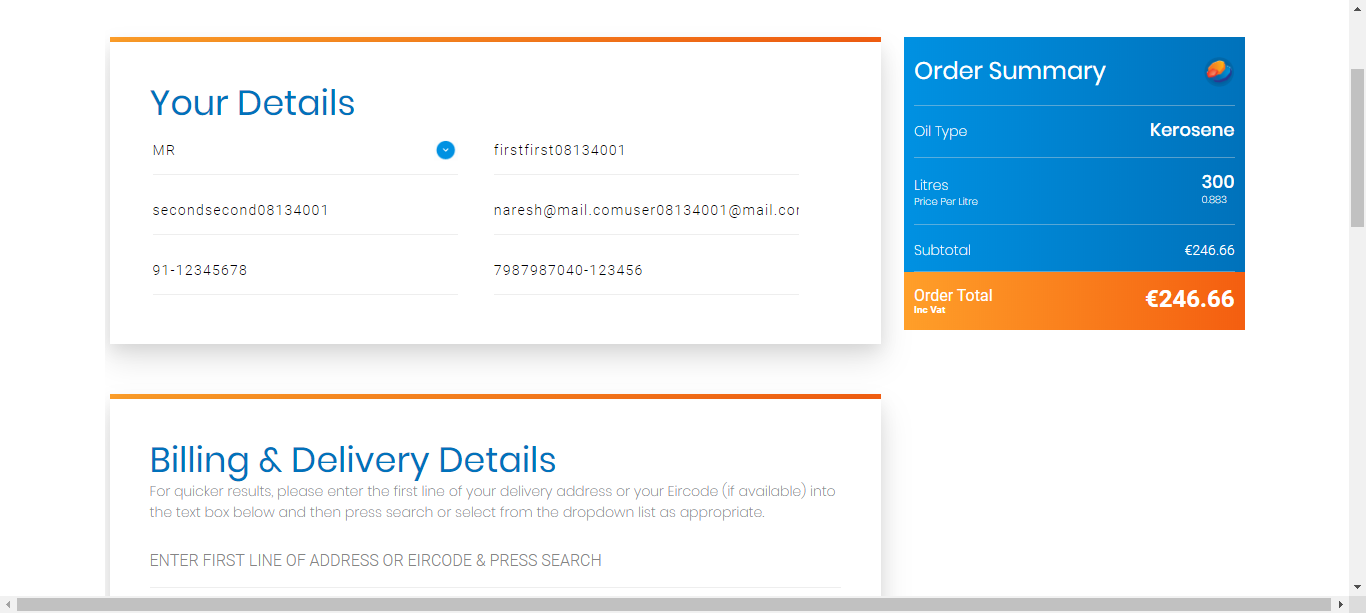 Your Details
MR
firstfirst08134001
secondsecond08134001
naresh@mail.comuser08134001@mail.cor
91-12345678
7987987040-123456
Billing & Delivery Details
For quicker results, please enter the first line of your delivery address or your Eircode (if available) into
the text box below and then press search or select from the dropdown list as appropriate.
ENTER FIRST LINE OF ADDRESS OR EIRCODE & PRESS SEARCH
Order Summary
Oil Type Kerosene
Litres 300
Price Per Litre 0.883
Subtotal €246.66
Order Total €246.66
Inc Vat